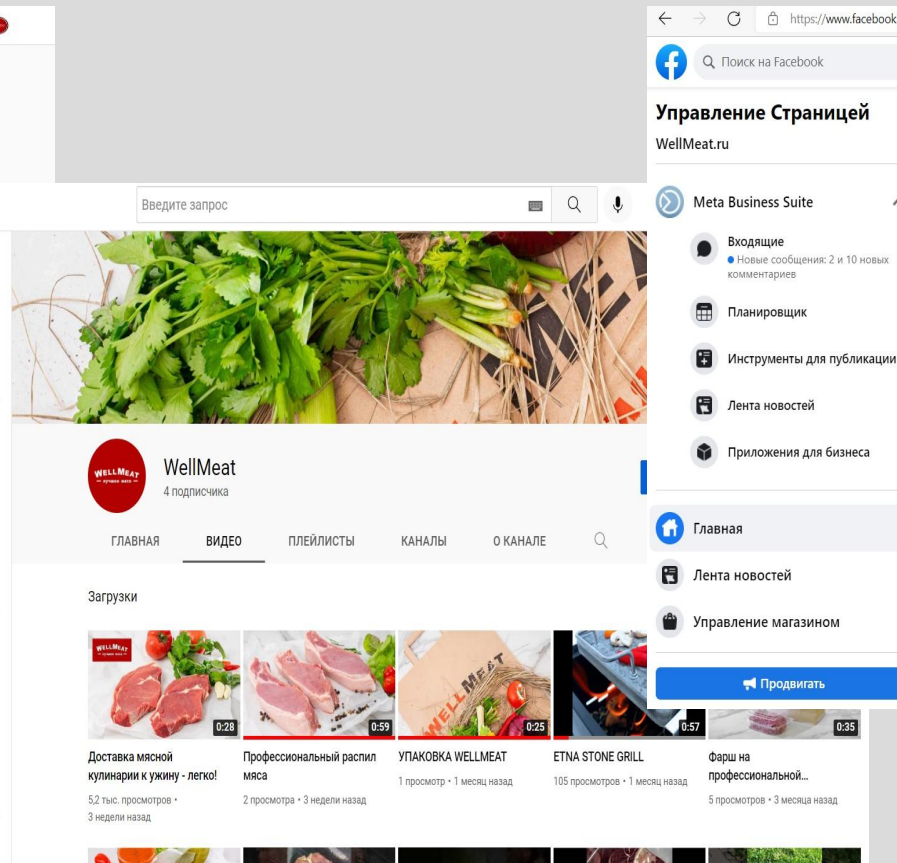 https://www.facebook
Поиск на Facebook
Управление Страницей
WellMeat.ru
Meta Business Suite
Входящие
Новые сообщения: 2 и 10 новых
комментариев
Планировщик
Инструменты для публикации
Лента новостей
Приложения для бизнеса
Главная
Лента новостей
Управление магазином
Продвигать
Введите запрос
WELLMEAT
WellMeat
4 подписчика
ГЛАВНАЯ ВИДЕО ПЛЕЙЛИСТЫ КАНАЛЫ О КАНАЛЕ
Загрузки
WELLMEAT
WELLMEAT
0:28 0:59 0:25 0:57 0:35
Доставка мясной
кулинарии к ужину - легко!
5,2 тыс. просмотров •
3 недели назад
Профессиональный распил
мяса
2 просмотра • 3 недели назад
УПАКОВКА WELLMEAT
1 просмотр • 1 месяц назад
ETNA STONE GRILL
105 просмотров • 1 месяц назад
Фарш на
профессиональной...
5 просмотров • 3 месяца назад